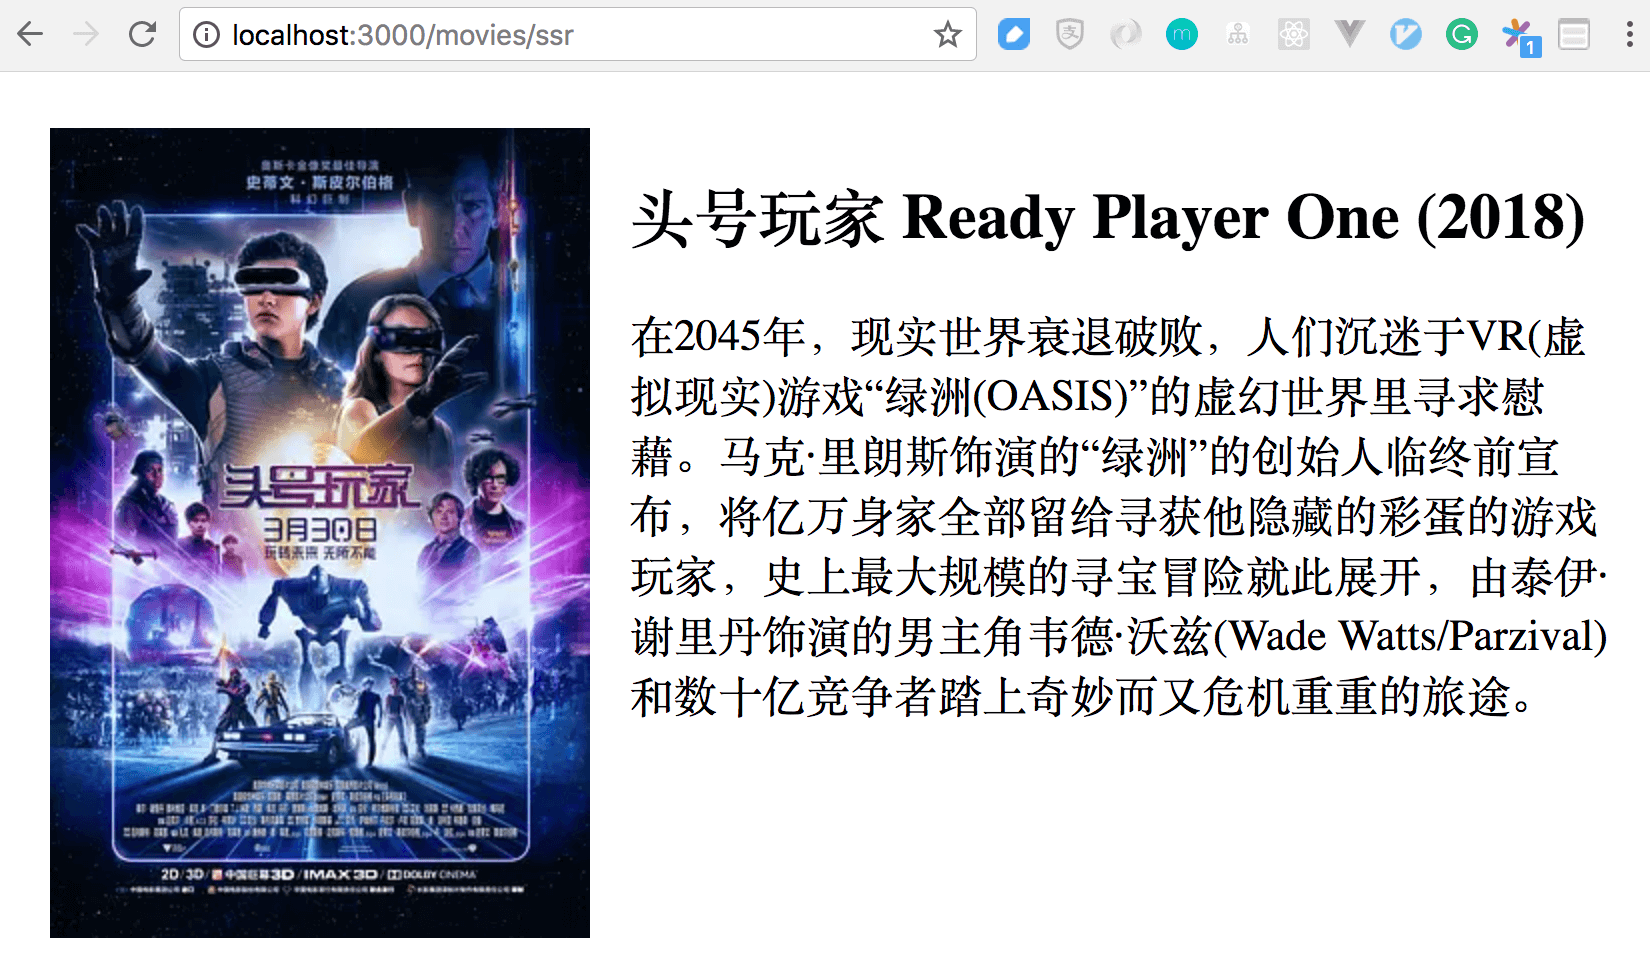 localhost:3000/movies/ssr
1
奥斯卡金像奖最佳导演
史蒂文·斯皮尔伯格
科幻巨制
头号玩家
3月30日
玩转未来 无所不能
2D/3D/中国巨幕3D/IMAX3D/DOLBY CINEMA
头号玩家 Ready Player One (2018)
在2045年，现实世界衰退破败，人们沉迷于VR(虚
拟现实)游戏“绿洲(OASIS)”的虚幻世界里寻求慰
藉。马克·里朗斯饰演的“绿洲”的创始人临终前宣
布，将亿万身家全部留给寻获他隐藏的彩蛋的游戏
玩家，史上最大规模的寻宝冒险就此展开，由泰伊·
谢里丹饰演的男主角韦德·沃兹(Wade Watts/Parzival)
和数十亿竞争者踏上奇妙而又危机重重的旅途。